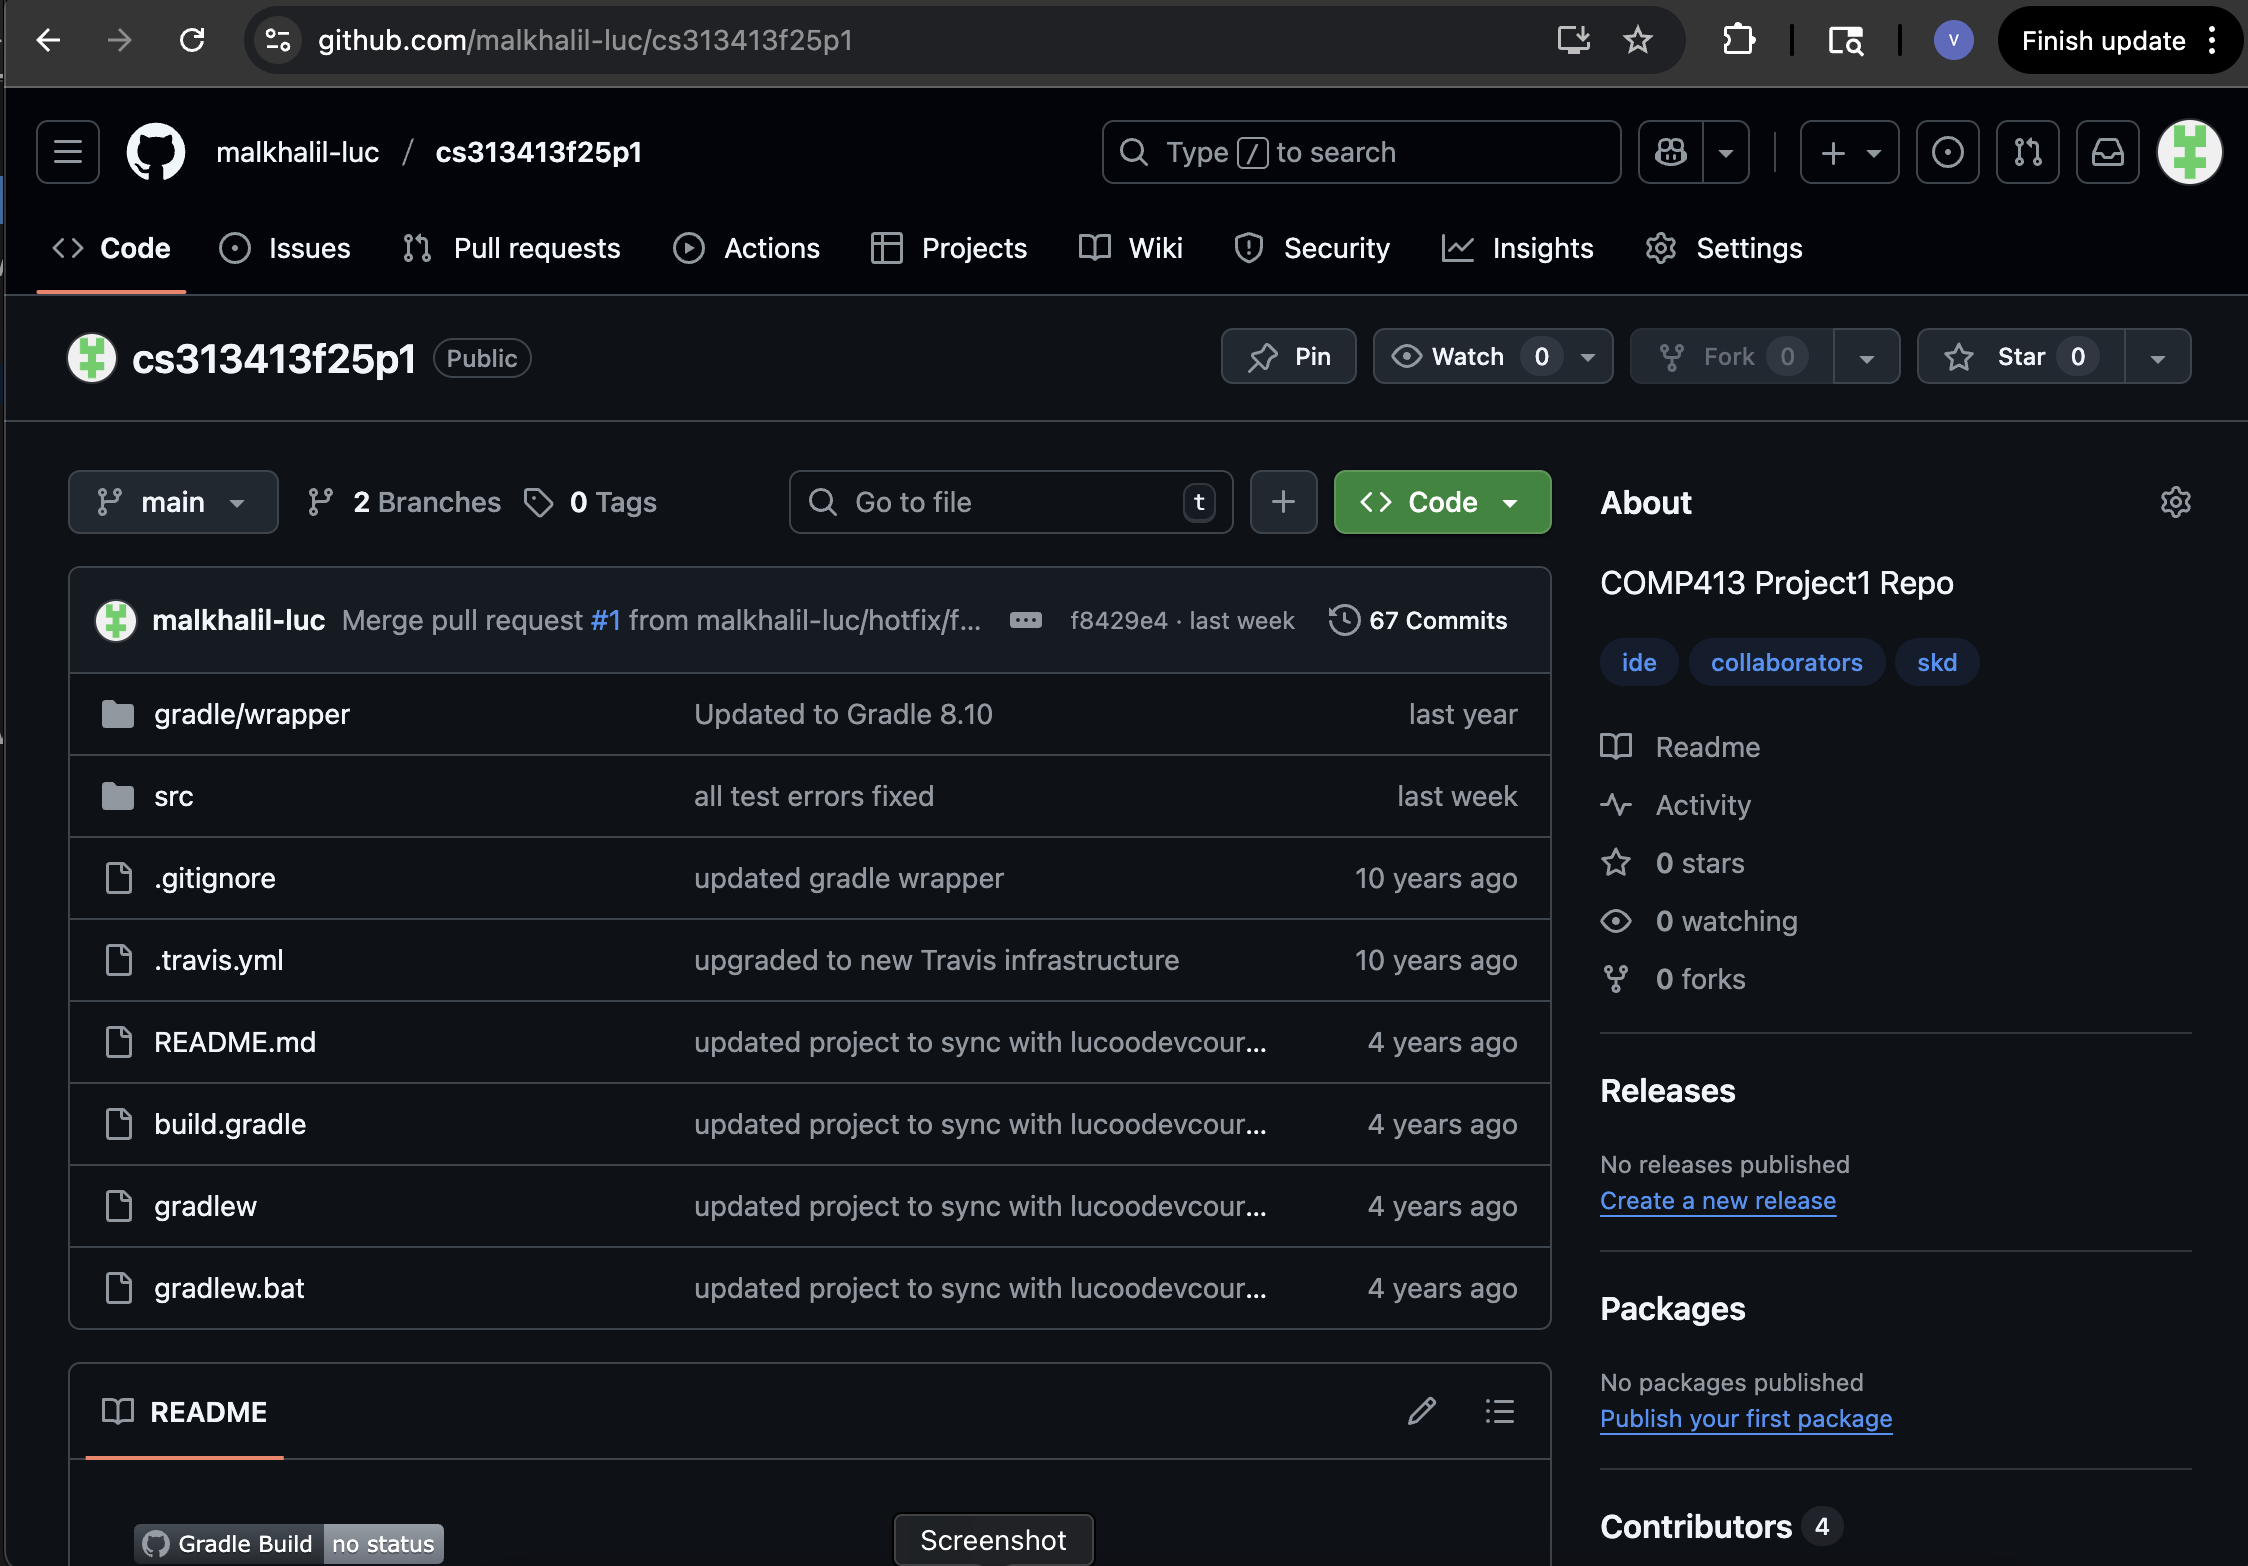 github.com/malkhalil-luc/cs313413f25p1
V
Finish update
malkhalil-luc / cs313413f25p1
Type / to search
Code Issues Pull requests Actions Projects Wiki Security Insights Settings
cs313413f25p1 Public
Pin Watch 0 Fork 0 Star 0
main 2 Branches 0 Tags Go to file t + Code
malkhalil-luc Merge pull request #1 from malkhalil-luc/hotfix/f... f8429e4 · last week 67 Commits
gradle/wrapper Updated to Gradle 8.10 last year
src all test errors fixed last week
.gitignore updated gradle wrapper 10 years ago
.travis.yml upgraded to new Travis infrastructure 10 years ago
README.md updated project to sync with lucoodevcour... 4 years ago
build.gradle updated project to sync with lucoodevcour... 4 years ago
gradlew updated project to sync with lucoodevcour... 4 years ago
gradlew.bat updated project to sync with lucoodevcour... 4 years ago
README
Gradle Build no status
Screenshot
About
COMP413 Project1 Repo
ide collaborators skd
Readme
Activity
0 stars
0 watching
0 forks
Releases
No releases published
Create a new release
Packages
No packages published
Publish your first package
Contributors 4